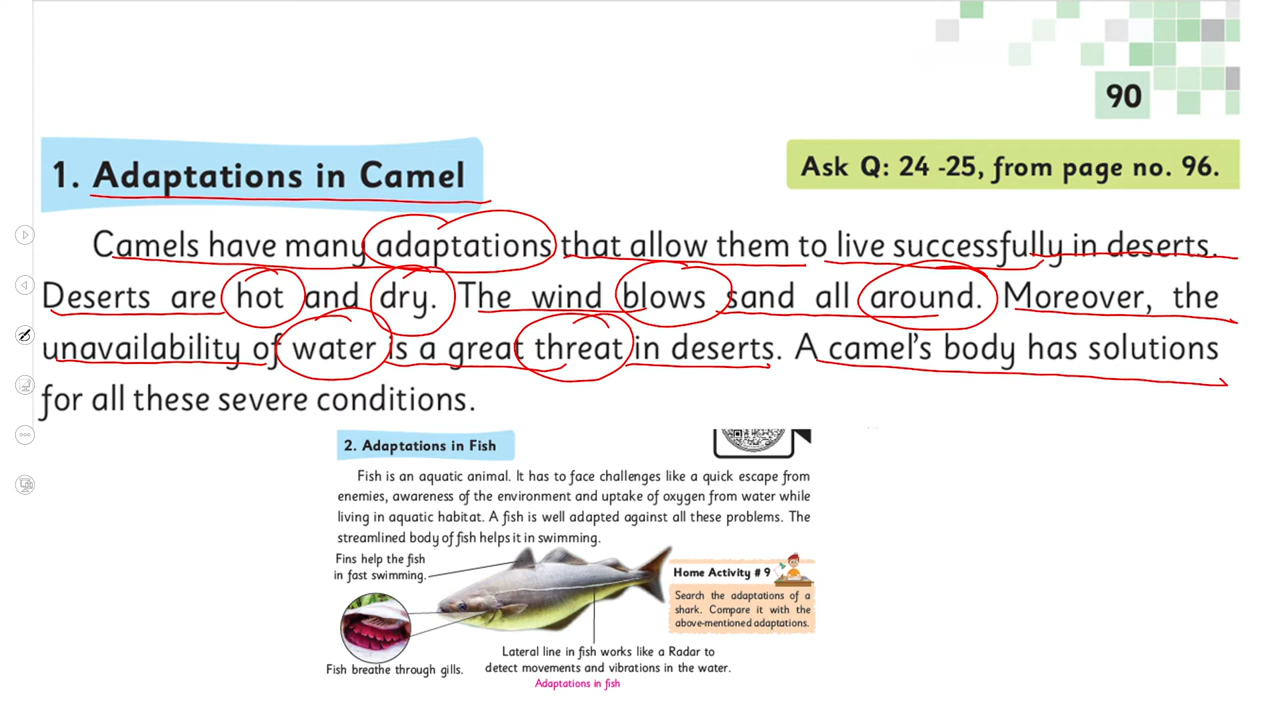 90
1. Adaptations in Camel
Ask Q: 24 -25, from page no. 96.
Camels have many adaptations that allow them to live successfully in deserts.
Deserts are hot and dry. The wind blows sand all around. Moreover, the
unavailability of water is a great threat in deserts. A camel's body has solutions
for all these severe conditions.
2. Adaptations in Fish
Fish is an aquatic animal. It has to face challenges like a quick escape from
enemies, awareness of the environment and uptake of oxygen from water while
living in aquatic habitat. A fish is well adapted against all these problems. The
streamlined body of fish helps it in swimming.
Fins help the fish
in fast swimming.
Home Activity # 9
Search the adaptations of a
shark. Compare it with the
above-mentioned adaptations.
Fish breathe through gills.
Lateral line in fish works like a Radar to
detect movements and vibrations in the water.
Adaptations in fish